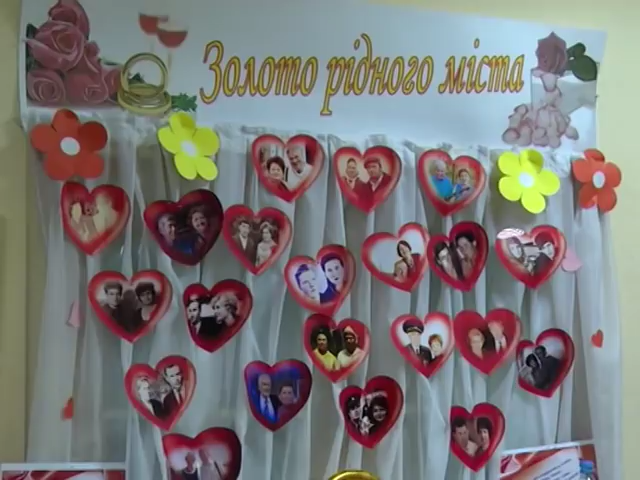 Золото рідного міста